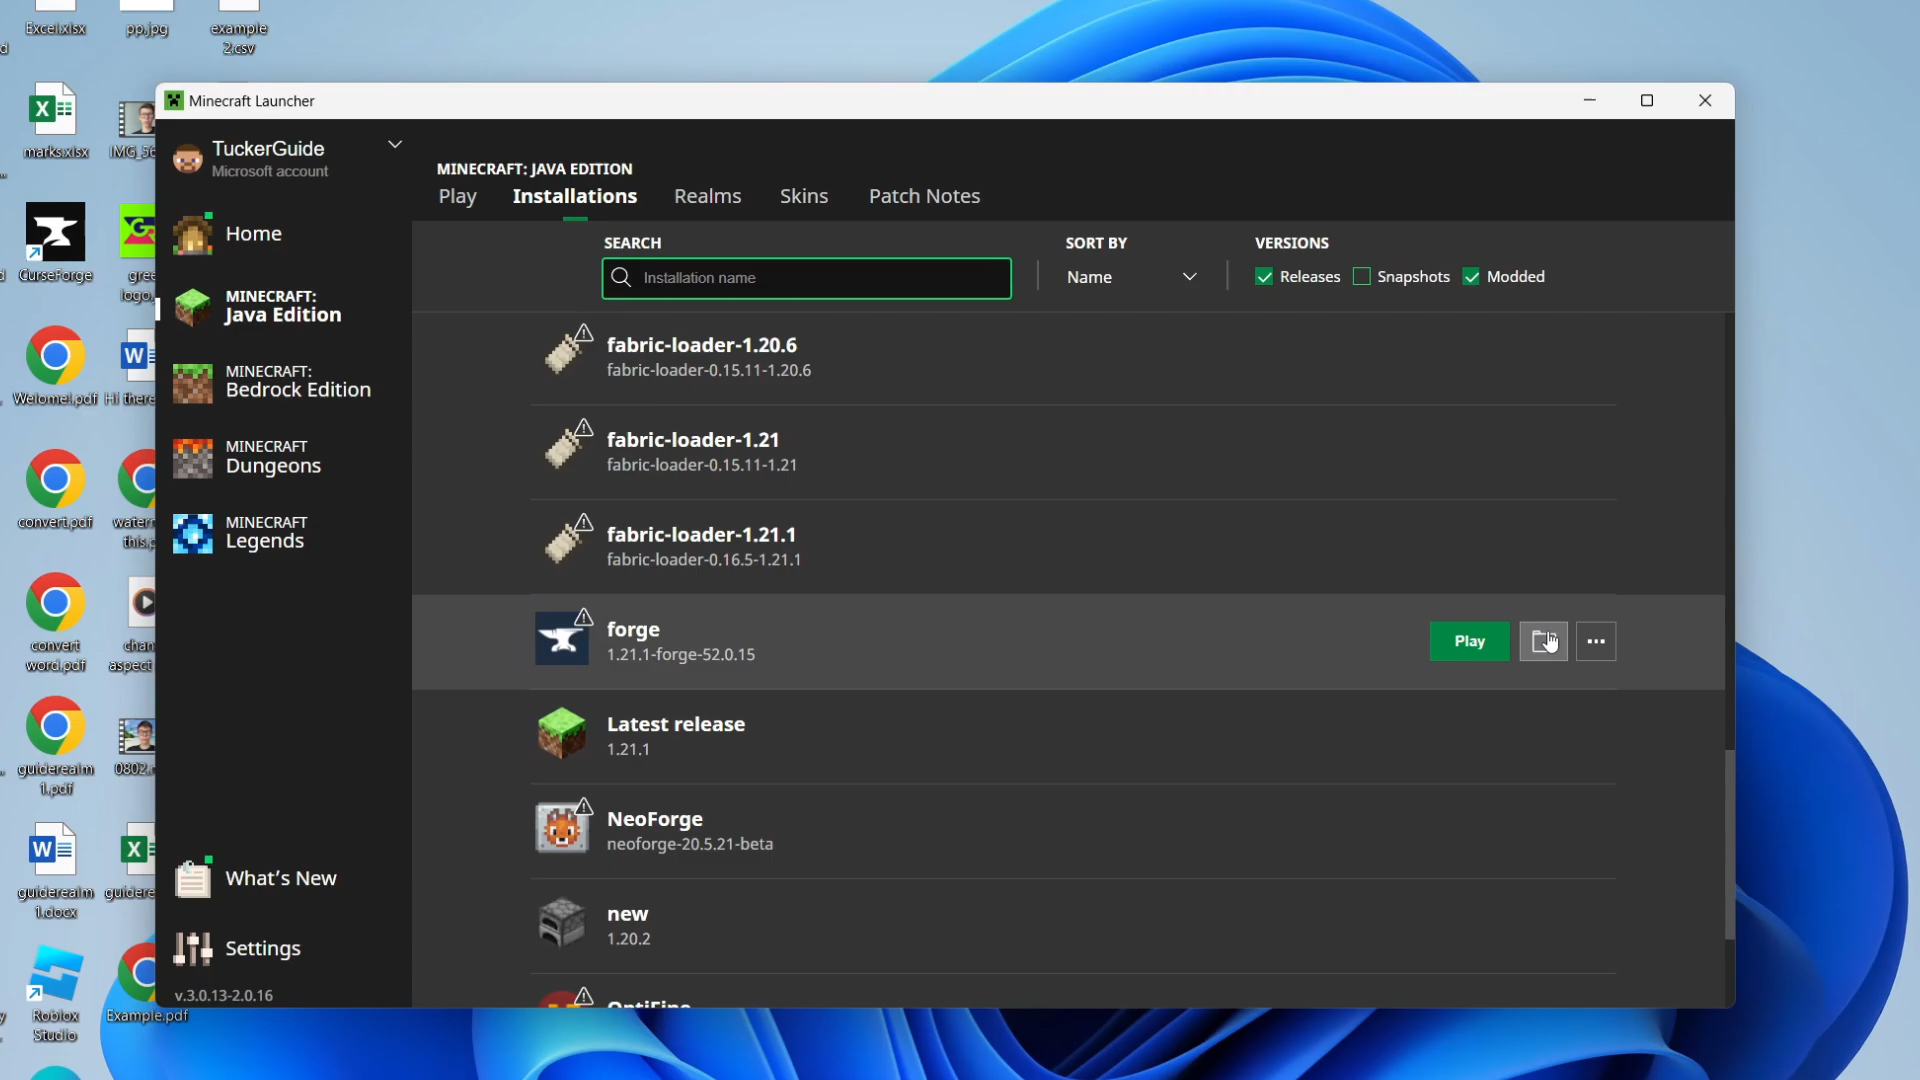 Excel.xlsx
pp.jpg
example
2.csv
marks.xlsx
CurseForge
gree
logo.
Welome!.pdf
Hi there
convert.pdf
water
this.p
convert
word.pdf
chan
aspect
guiderealm
1.pdf
0802.
guiderealm
1.docx
guidere
Roblox
Studio
Example.pdf
Minecraft Launcher
TuckerGuide
Microsoft account
Home
MINECRAFT:
Java Edition
MINECRAFT:
Bedrock Edition
MINECRAFT
Dungeons
MINECRAFT
Legends
What's New
Settings
v.3.0.13-2.0.16
MINECRAFT: JAVA EDITION
Play Installations Realms Skins Patch Notes
SEARCH SORT BY VERSIONS
Installation name Name Releases Snapshots Modded
fabric-loader-1.20.6
fabric-loader-0.15.11-1.20.6
fabric-loader-1.21
fabric-loader-0.15.11-1.21
fabric-loader-1.21.1
fabric-loader-0.16.5-1.21.1
forge
1.21.1-forge-52.0.15
Play
Latest release
1.21.1
NeoForge
neoforge-20.5.21-beta
new
1.20.2
OptiFine